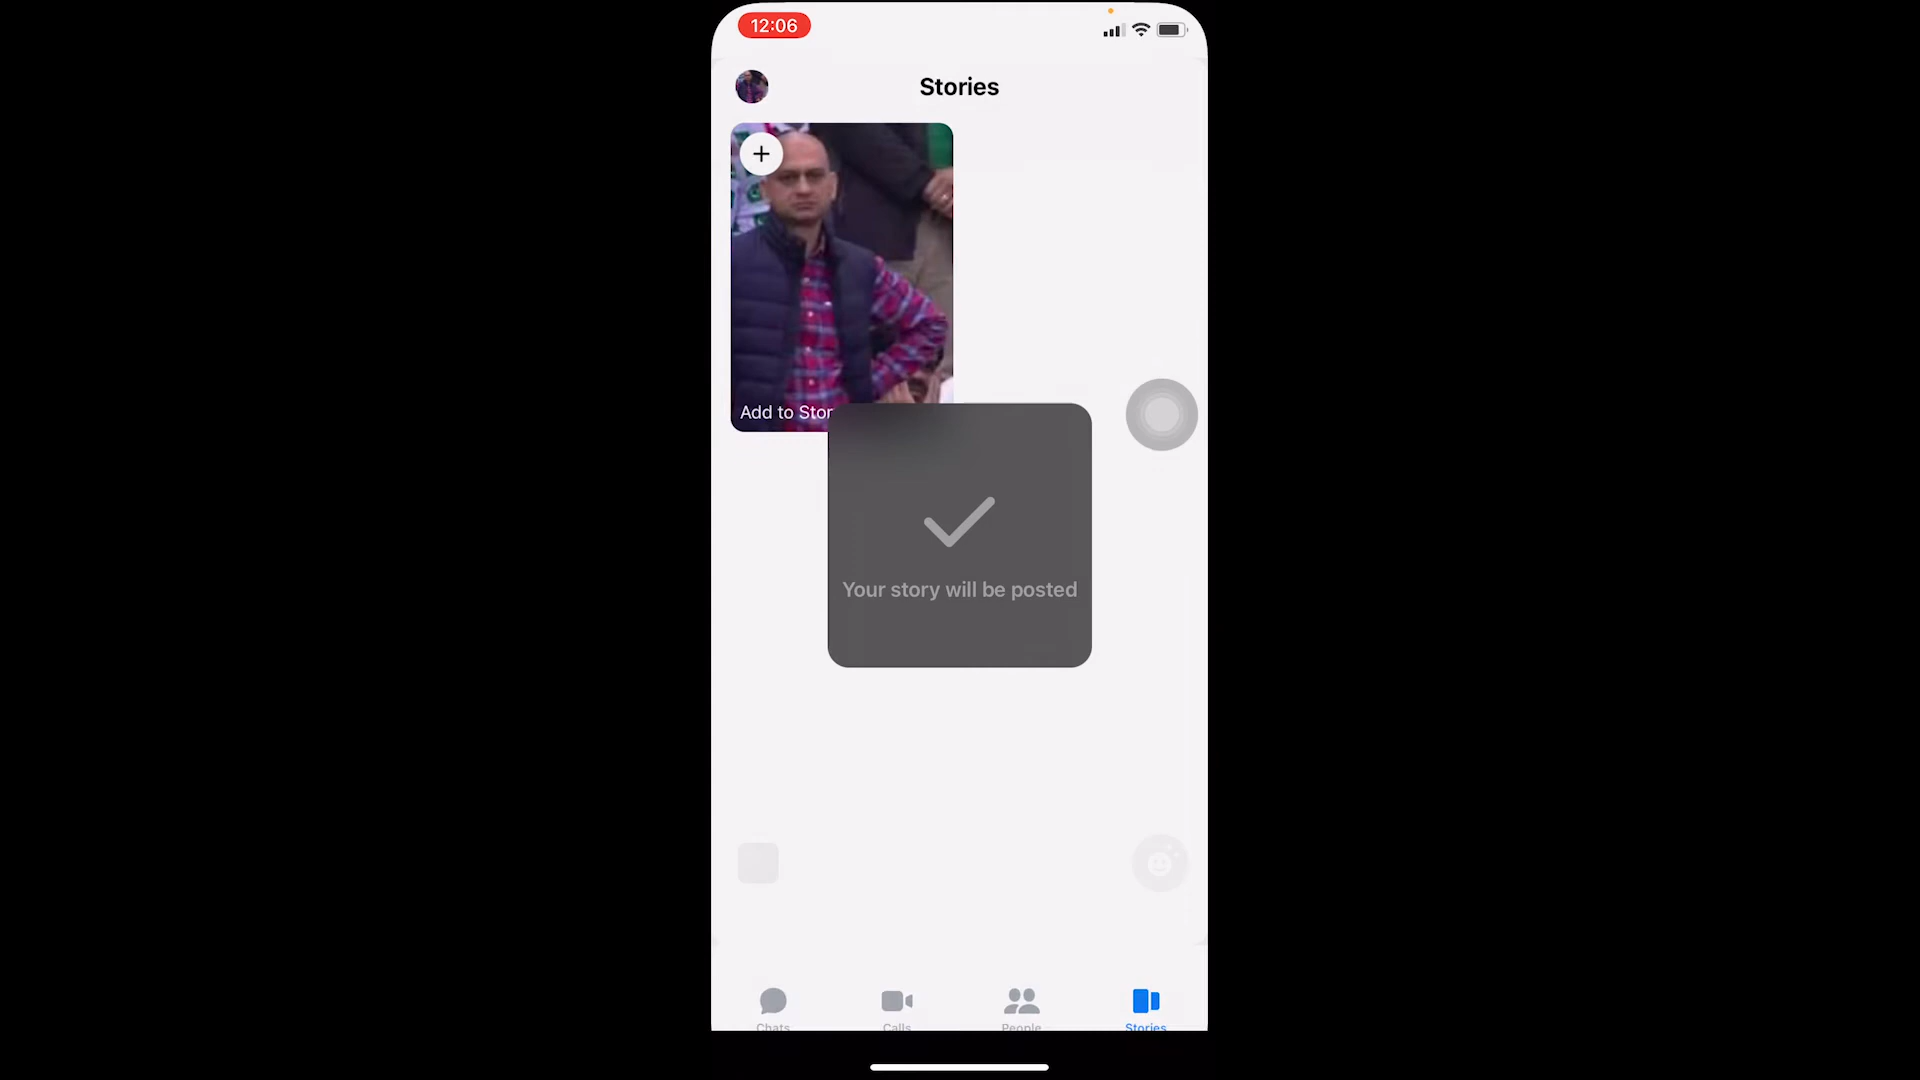 12:06
Stories
Add to Stor
Your story will be posted
Chats
Calls
People
Stories